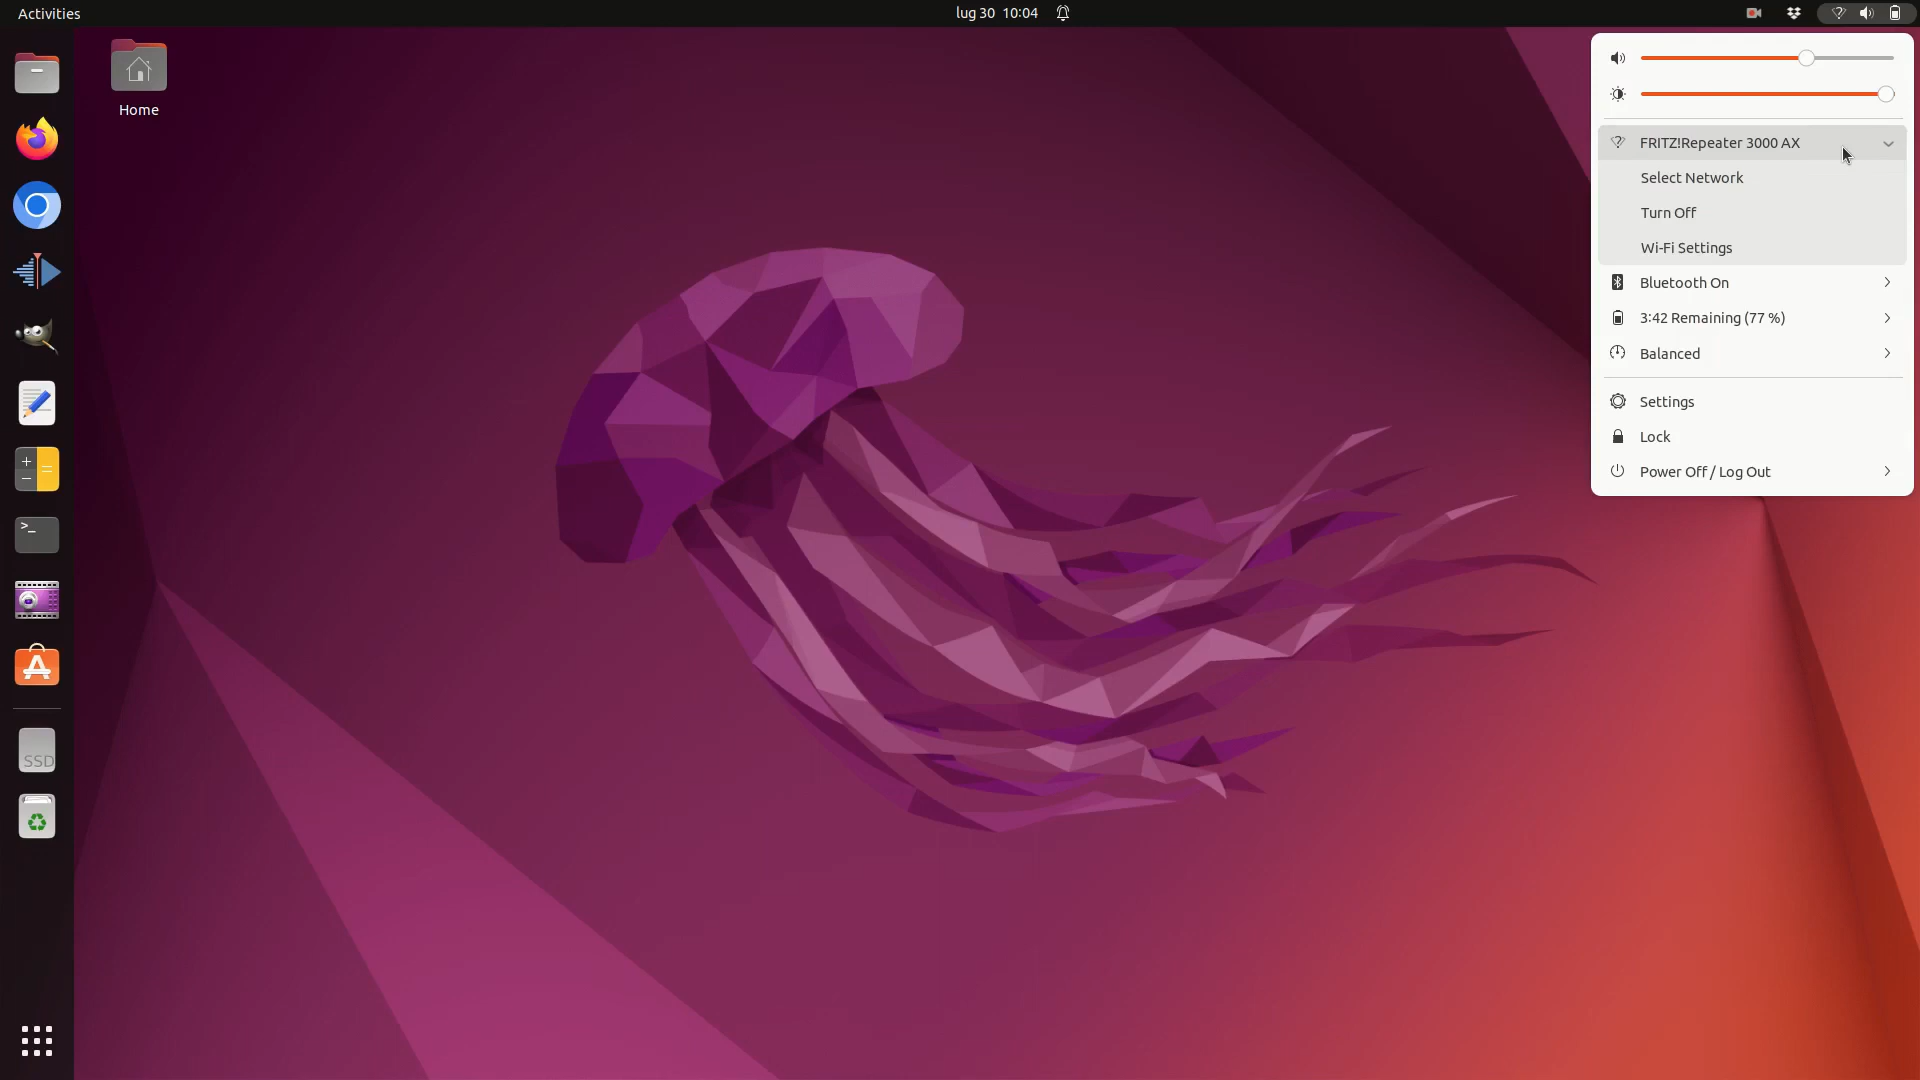 Activities
lug 30 10:04
Home
FRITZ!Repeater 3000 AX
Select Network
Turn Off
Wi-Fi Settings
Bluetooth On
3:42 Remaining (77 %)
Balanced
Settings
Lock
Power Off / Log Out
SSD